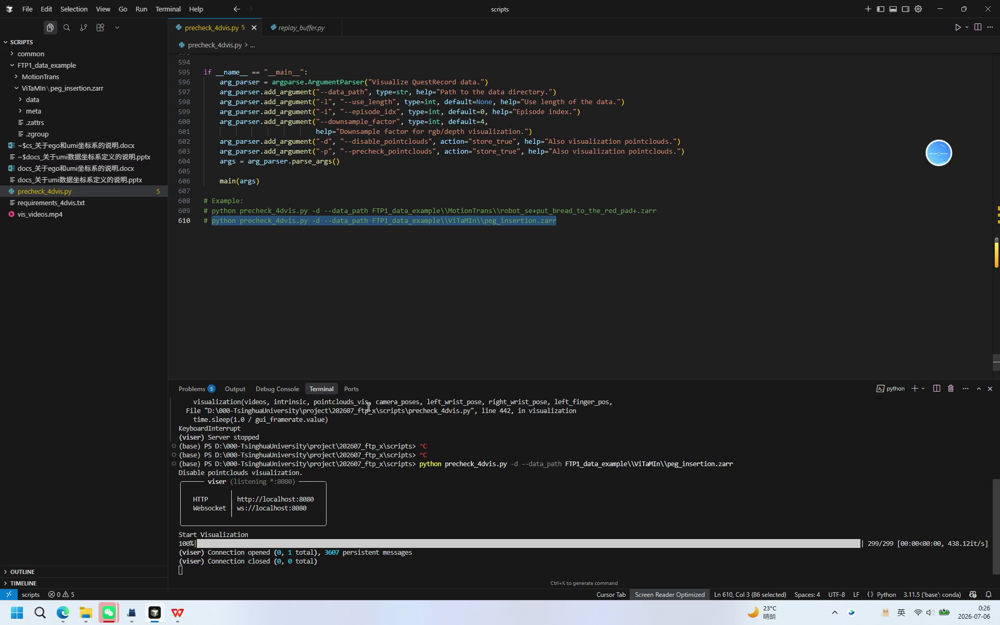 File Edit Selection View Go Run Terminal Help
scripts
SCRIPTS
common
FTP1_data_example
MotionTrans
ViTaMIn\peg_insertion.zarr
data
meta
.zattrs
.zgroup
~$cs_关于ego和umi坐标系的说明.docx
~$docs_关于umi数据坐标系定义的说明.pptx
docs_关于ego和umi坐标系的说明.docx
docs_关于umi数据坐标系定义的说明.pptx
precheck_4dvis.py 5
requirements_4dvis.txt
vis_videos.mp4
OUTLINE
TIMELINE
precheck_4dvis.py 5
replay_buffer.py
precheck_4dvis.py > ...
593
594
595 if __name__ == "__main__":
596 arg_parser = argparse.ArgumentParser("Visualize QuestRecord data.")
597 arg_parser.add_argument("--data_path", type=str, help="Path to the data directory.")
598 arg_parser.add_argument("-l", "--use_length", type=int, default=None, help="Use length of the data.")
599 arg_parser.add_argument("-i", "--episode_idx", type=int, default=0, help="Episode index.")
600 arg_parser.add_argument("--downsample_factor", type=int, default=4,
601 help="Downsample factor for rgb/depth visualization.")
602 arg_parser.add_argument("-d", "--disable_pointclouds", action="store_true", help="Also visualization pointclouds.")
603 arg_parser.add_argument("-p", "--precheck_pointclouds", action="store_true", help="Also visualization pointclouds.")
604 args = arg_parser.parse_args()
605
606 main(args)
607
608 # Example:
609 # python precheck_4dvis.py -d --data_path FTP1_data_example\\MotionTrans\\robot_se+put_bread_to_the_red_pad+.zarr
610 # python precheck_4dvis.py -d --data_path FTP1_data_example\\ViTaMIn\\peg_insertion.zarr
Problems 5 Output Debug Console Terminal Ports
python
visualization(videos, intrinsic, pointclouds_vis, camera_poses, left_wrist_pose, right_wrist_pose, left_finger_pos,
File "D:\000-TsinghuaUniversity\project\202607_ftp_x\scripts\precheck_4dvis.py", line 442, in visualization
time.sleep(1.0 / gui_framerate.value)
KeyboardInterrupt
(viser) Server stopped
(base) PS D:\000-TsinghuaUniversity\project\202607_ftp_x\scripts> ^C
(base) PS D:\000-TsinghuaUniversity\project\202607_ftp_x\scripts> ^C
(base) PS D:\000-TsinghuaUniversity\project\202607_ftp_x\scripts> python precheck_4dvis.py -d --data_path FTP1_data_example\\ViTaMIn\\peg_insertion.zarr
Disable pointclouds visualization.
viser (listening *:8080)
HTTP http://localhost:8080
Websocket ws://localhost:8080
Start Visualization
100%| | 299/299 [00:00<00:00, 438.12it/s]
(viser) Connection opened (0, 1 total), 3607 persistent messages
(viser) Connection closed (0, 0 total)
Ctrl+K to generate command
scripts 0 5
Cursor Tab Screen Reader Optimized Ln 610, Col 3 (86 selected) Spaces: 4 UTF-8 LF {} Python 3.11.5 ('base': conda)
23°C
晴朗
英
0:26
2026-07-06